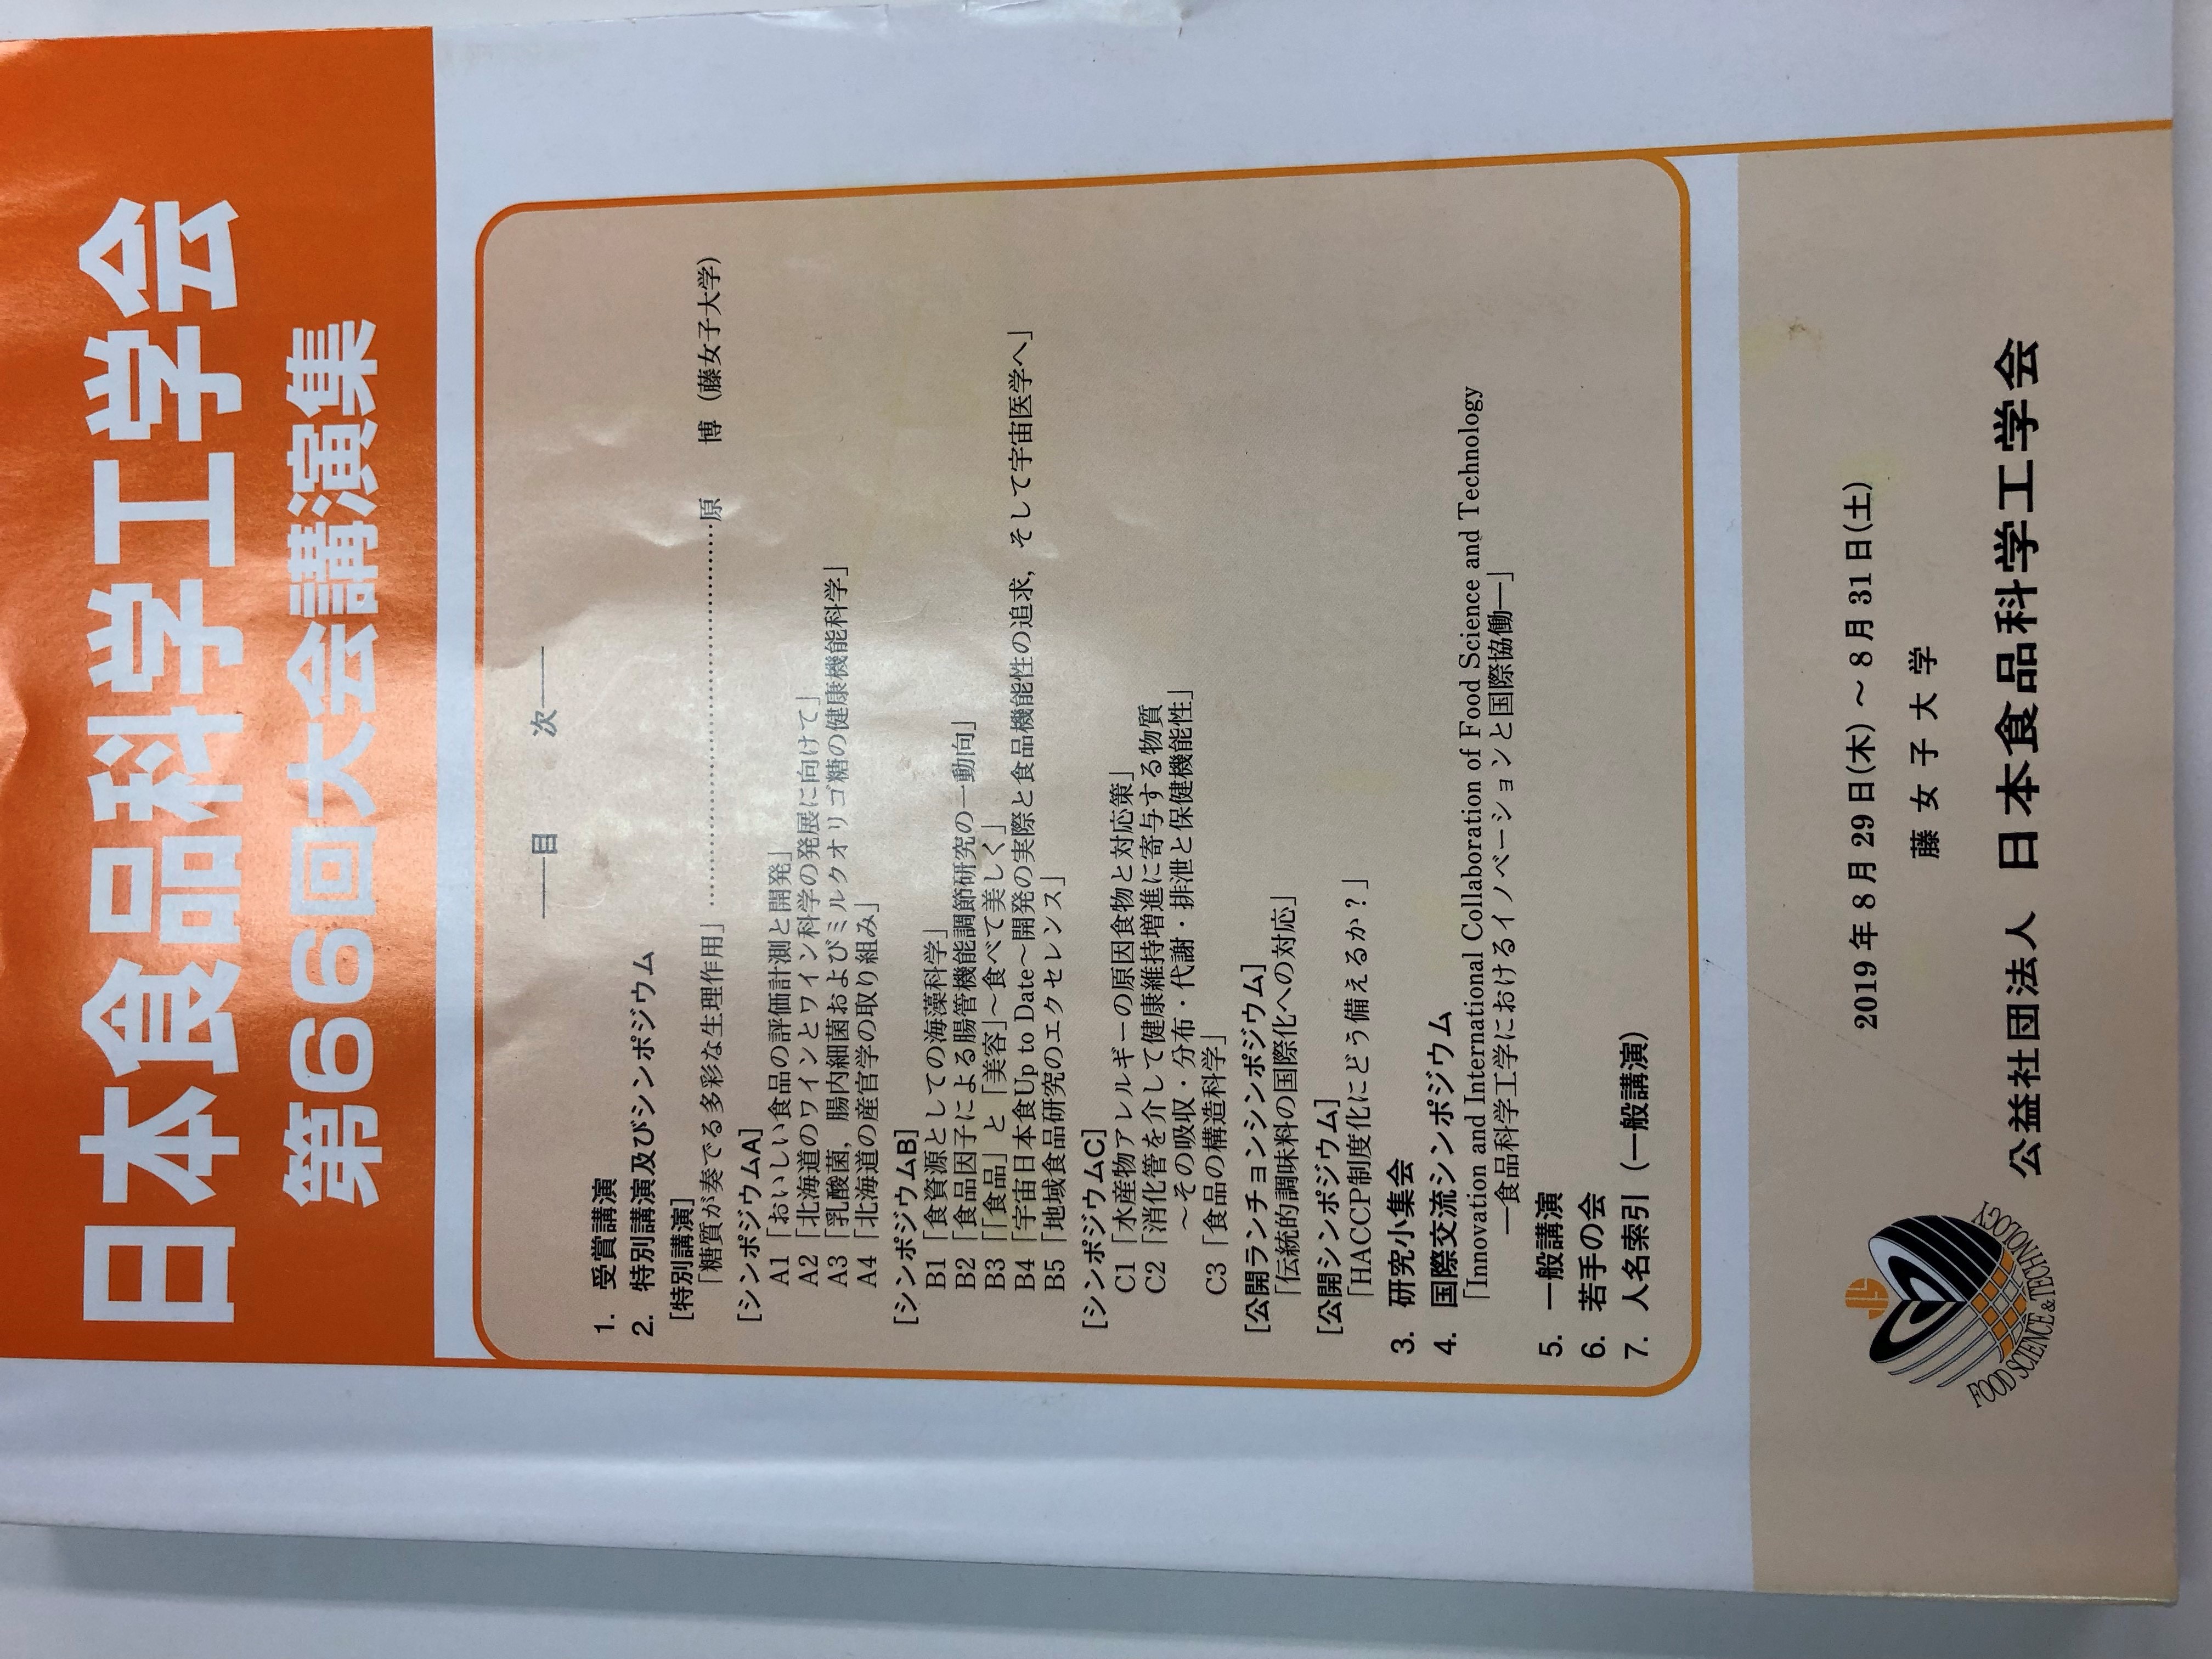 日本食品科学工学会
第66回大会講演集
――目　次――
1. 受賞講演
2. 特別講演及びシンポジウム
[特別講演]
「糖質が奏でる多彩な生理作用」……………………………原　博（藤女子大学）
[シンポジウムA]
A1「おいしい食品の評価計測と開発」
A2「北海道のワインとワイン科学の発展に向けて」
A3「乳酸菌，腸内細菌およびミルクオリゴ糖の健康機能科学」
A4「北海道の産官学の取り組み」
[シンポジウムB]
B1「食資源としての海藻科学」
B2「食品因子による腸管機能調節研究の一動向」
B3「「食品」と「美容」～食べて美しく」
B4「宇宙日本食Up to Date～開発の実際と食品機能性の追求，そして宇宙医学へ」
B5「地域食品研究のエクセレンス」
[シンポジウムC]
C1「水産物アレルギーの原因食物と対応策」
C2「消化管を介して健康維持増進に寄与する物質
～その吸収・分布・代謝・排泄と保健機能性」
C3「食品の構造科学」
[公開ランチョンシンポジウム]
「伝統的調味料の国際化への対応」
[公開シンポジウム]
「HACCP制度化にどう備えるか？」
3. 研究小集会
4. 国際交流シンポジウム
「Innovation and International Collaboration of Food Science and Technology
―食品科学工学におけるイノベーションと国際協働―」
5. 一般講演
6. 若手の会
7. 人名索引（一般講演）
2019年8月29日(木)～8月31日(土)
藤女子大学
公益社団法人 日本食品科学工学会
FOOD SCIENCE & TECHNOLOGY